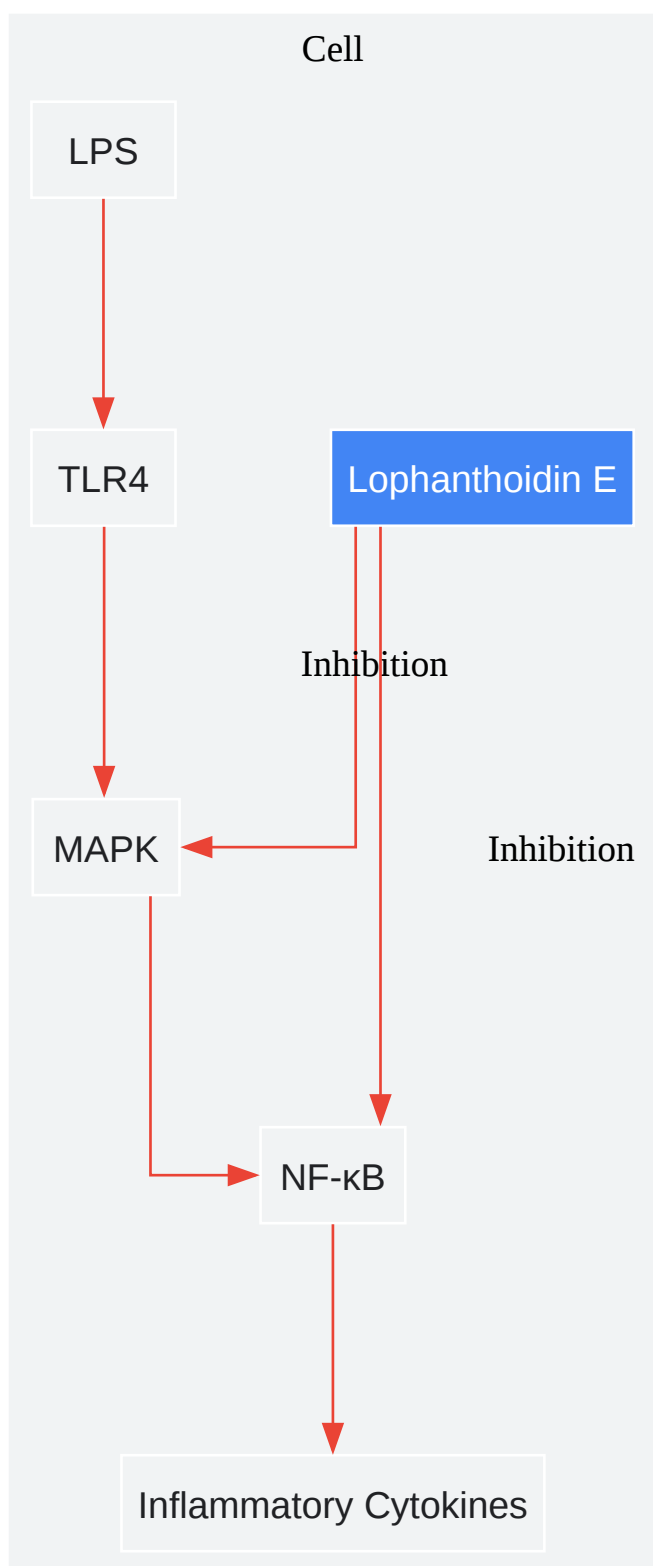 Cell
LPS
TLR4
Lophanthoidin E
Inhibition
MAPK
Inhibition
NF-κB
Inflammatory Cytokines